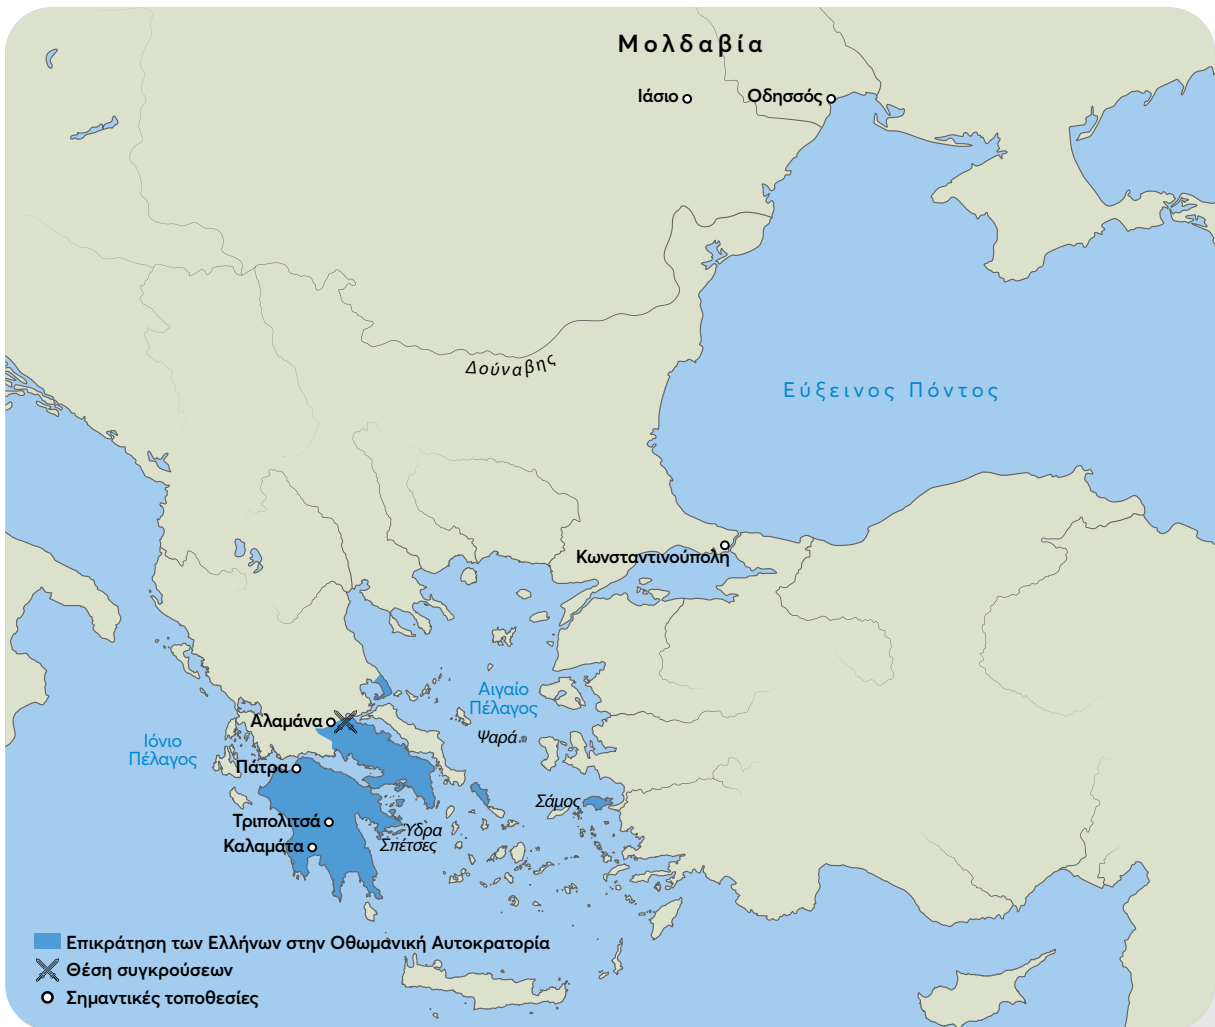 Μολδαβία
Ιάσιο
Οδησσός
Δούναβης
Εύξεινος Πόντος
Κωνσταντινούπολη
Αιγαίο
Πέλαγος
Ψαρά
Αλαμάνα
Ιόνιο
Πέλαγος
Πάτρα
Σάμος
Τριπολιτσά
Ύδρα
Σπέτσες
Καλαμάτα
Επικράτηση των Ελλήνων στην Οθωμανική Αυτοκρατορία
Θέση συγκρούσεων
Σημαντικές τοποθεσίες